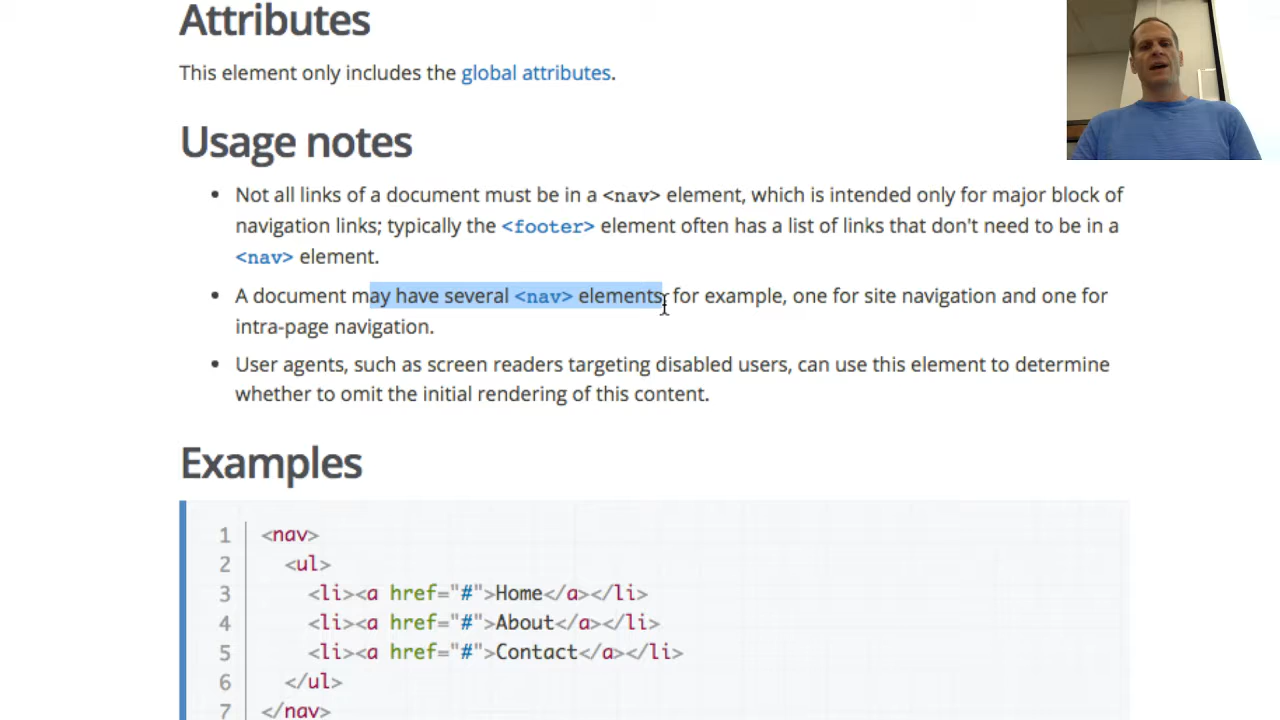 Attributes
This element only includes the global attributes.
Usage notes
Not all links of a document must be in a <nav> element, which is intended only for major block of
navigation links; typically the <footer> element often has a list of links that don't need to be in a
<nav> element.
A document may have several <nav> elements, for example, one for site navigation and one for
intra-page navigation.
User agents, such as screen readers targeting disabled users, can use this element to determine
whether to omit the initial rendering of this content.
Examples
1 <nav>
2 <ul>
3 <li><a href="#">Home</a></li>
4 <li><a href="#">About</a></li>
5 <li><a href="#">Contact</a></li>
6 </ul>
7 </nav>